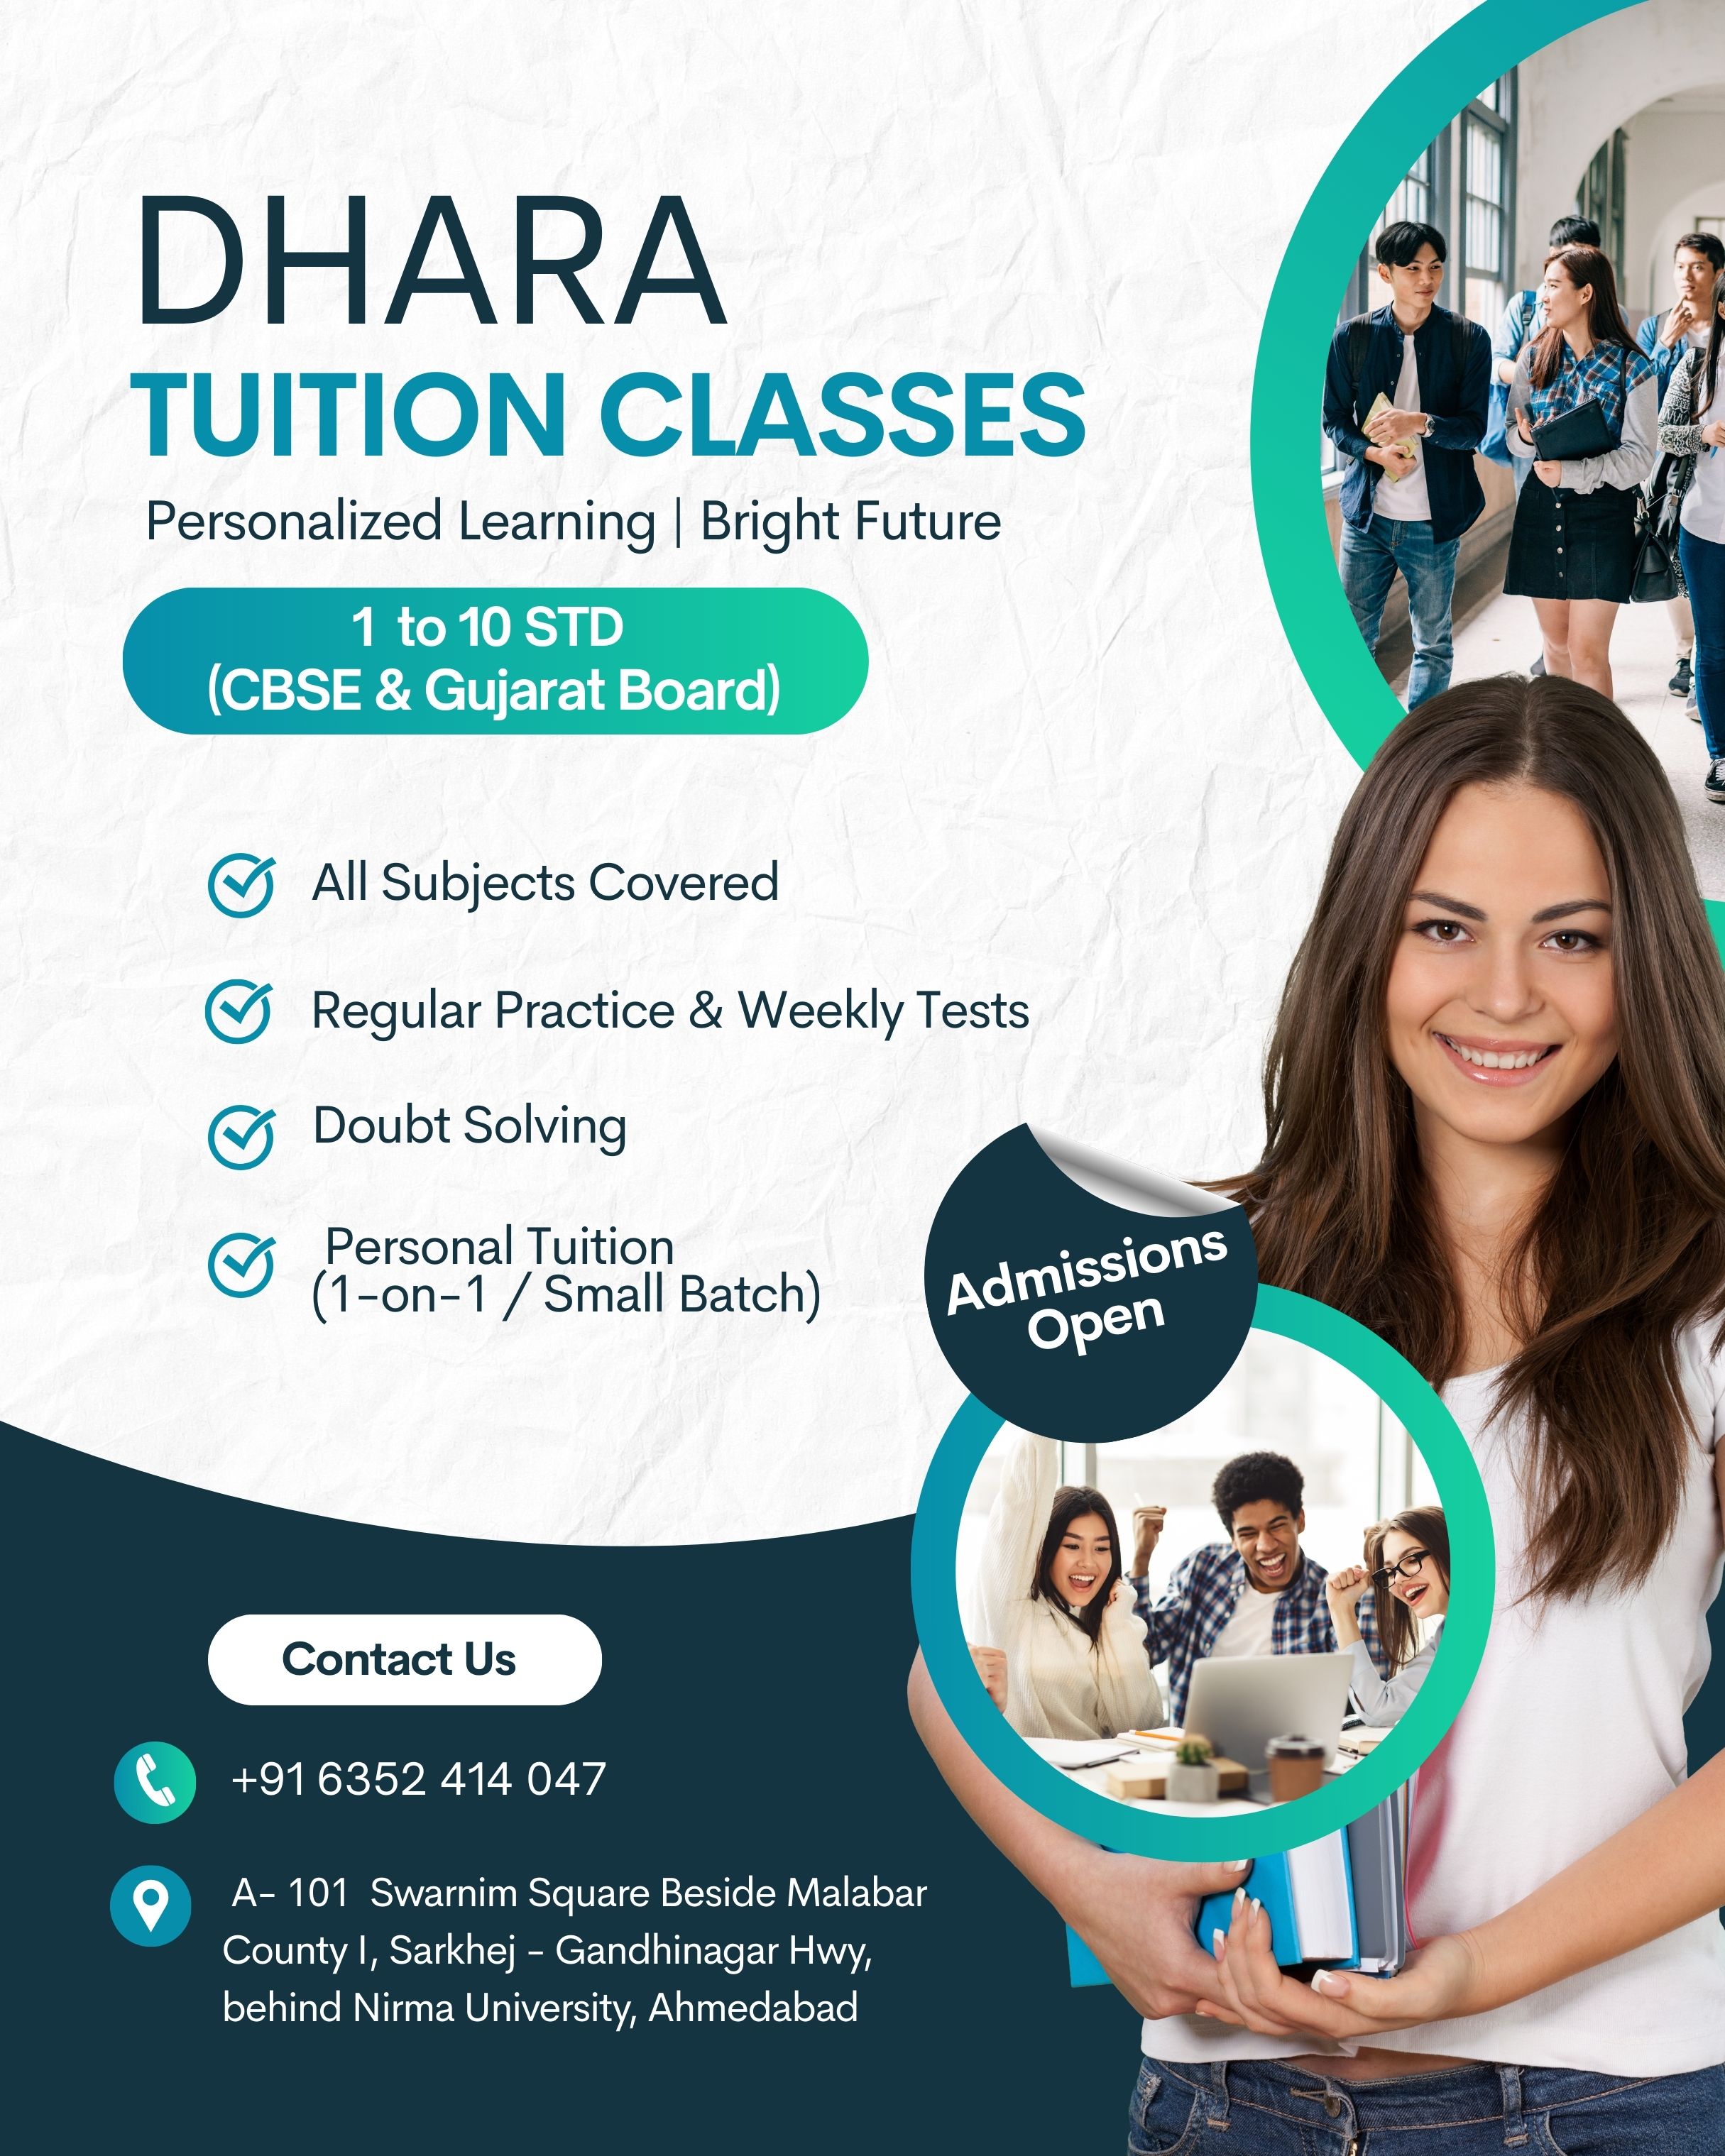 DHARA
TUITION CLASSES
Personalized Learning | Bright Future
1 to 10 STD
(CBSE & Gujarat Board)
All Subjects Covered
Regular Practice & Weekly Tests
Doubt Solving
Personal Tuition
(1-on-1 / Small Batch)
Admissions
Open
Contact Us
+91 6352 414 047
A- 101 Swarnim Square Beside Malabar
County I, Sarkhej - Gandhinagar Hwy,
behind Nirma University, Ahmedabad